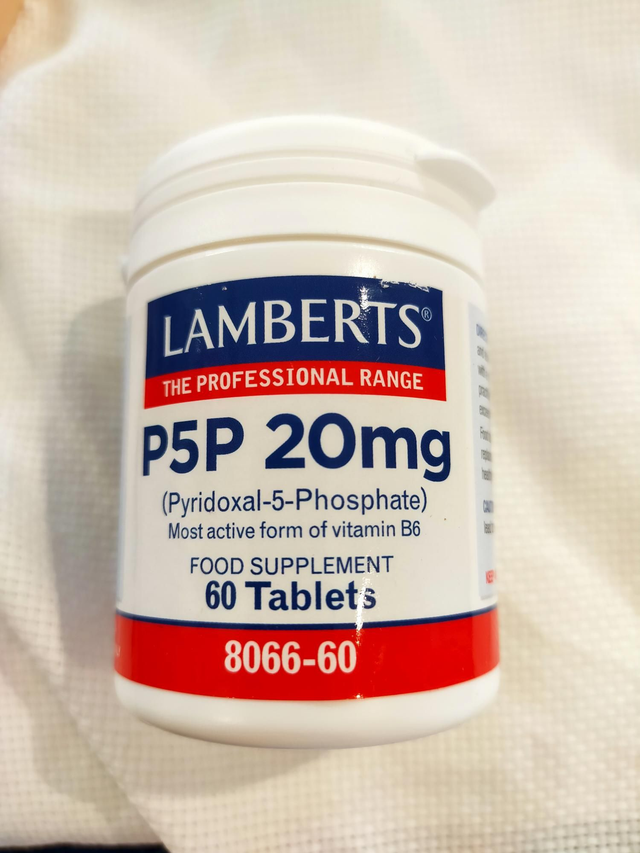 LAMBERTS®
THE PROFESSIONAL RANGE
P5P 20mg
(Pyridoxal-5-Phosphate)
Most active form of vitamin B6
FOOD SUPPLEMENT
60 Tablets
8066-60